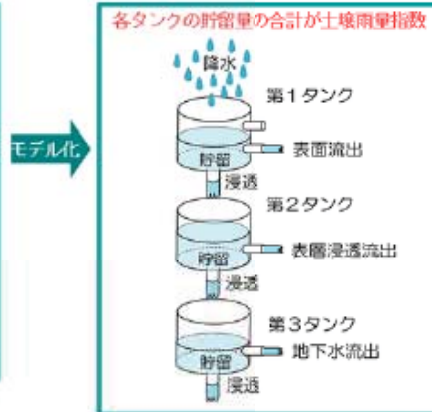 各タンクの貯留量の合計が土壌雨量指数
降水
第1タンク
モデル化
表面流出
貯留
浸透
第2タンク
表層浸透流出
貯留
浸透
第3タンク
地下水流出
貯留
浸透